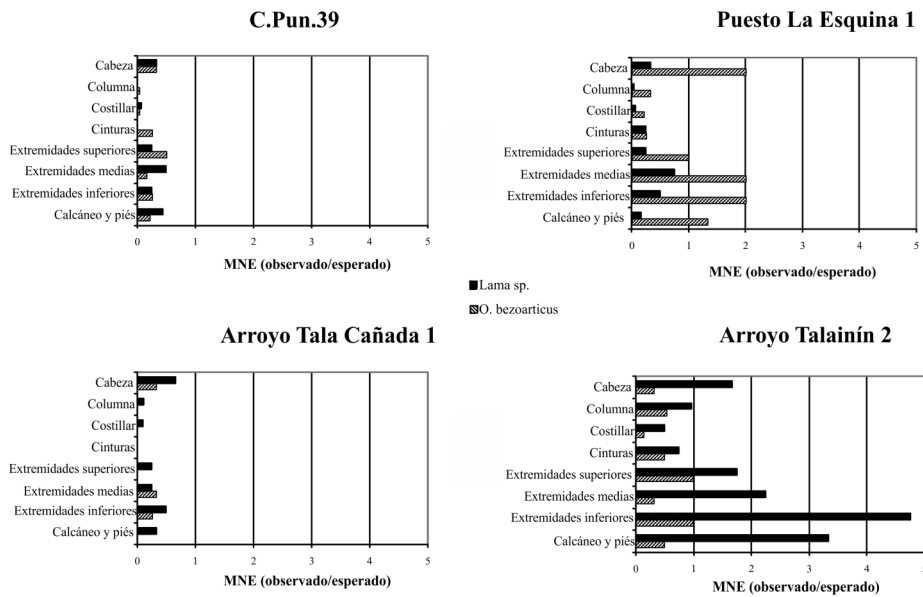 C.Pun.39
Cabeza
Columna
Costillar
Cinturas
Extremidades superiores
Extremidades medias
Extremidades inferiores
Calcáneo y piés
0 1 2 3 4 5
MNE (observado/esperado)
Puesto La Esquina 1
Cabeza
Columna
Costillar
Cinturas
Extremidades superiores
Extremidades medias
Extremidades inferiores
Calcáneo y piés
0 1 2 3 4 5
MNE (observado/esperado)
Lama sp.
O. bezoarticus
Arroyo Tala Cañada 1
Cabeza
Columna
Costillar
Cinturas
Extremidades superiores
Extremidades medias
Extremidades inferiores
Calcáneo y piés
0 1 2 3 4 5
MNE (observado/esperado)
Arroyo Talainín 2
Cabeza
Columna
Costillar
Cinturas
Extremidades superiores
Extremidades medias
Extremidades inferiores
Calcáneo y piés
0 1 2 3 4 5
MNE (observado/esperado)